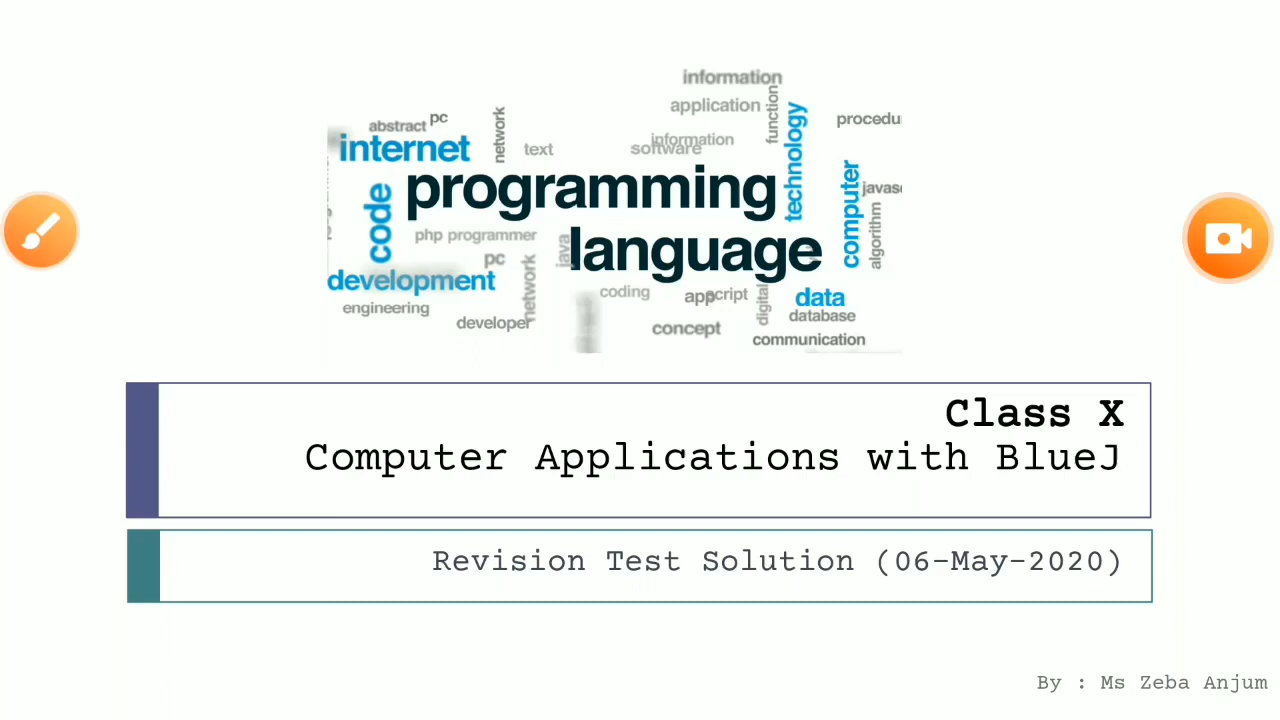 information
application
function
technology
procedu
abstract
pc
network
internet
text
information
software
programming
code
computer
javasc
algorithm
php programmer
java
language
pc
network
development
coding
app
script
digital
data
database
engineering
developer
concept
communication
Class X
Computer Applications with BlueJ
Revision Test Solution (06-May-2020)
By : Ms Zeba Anjum